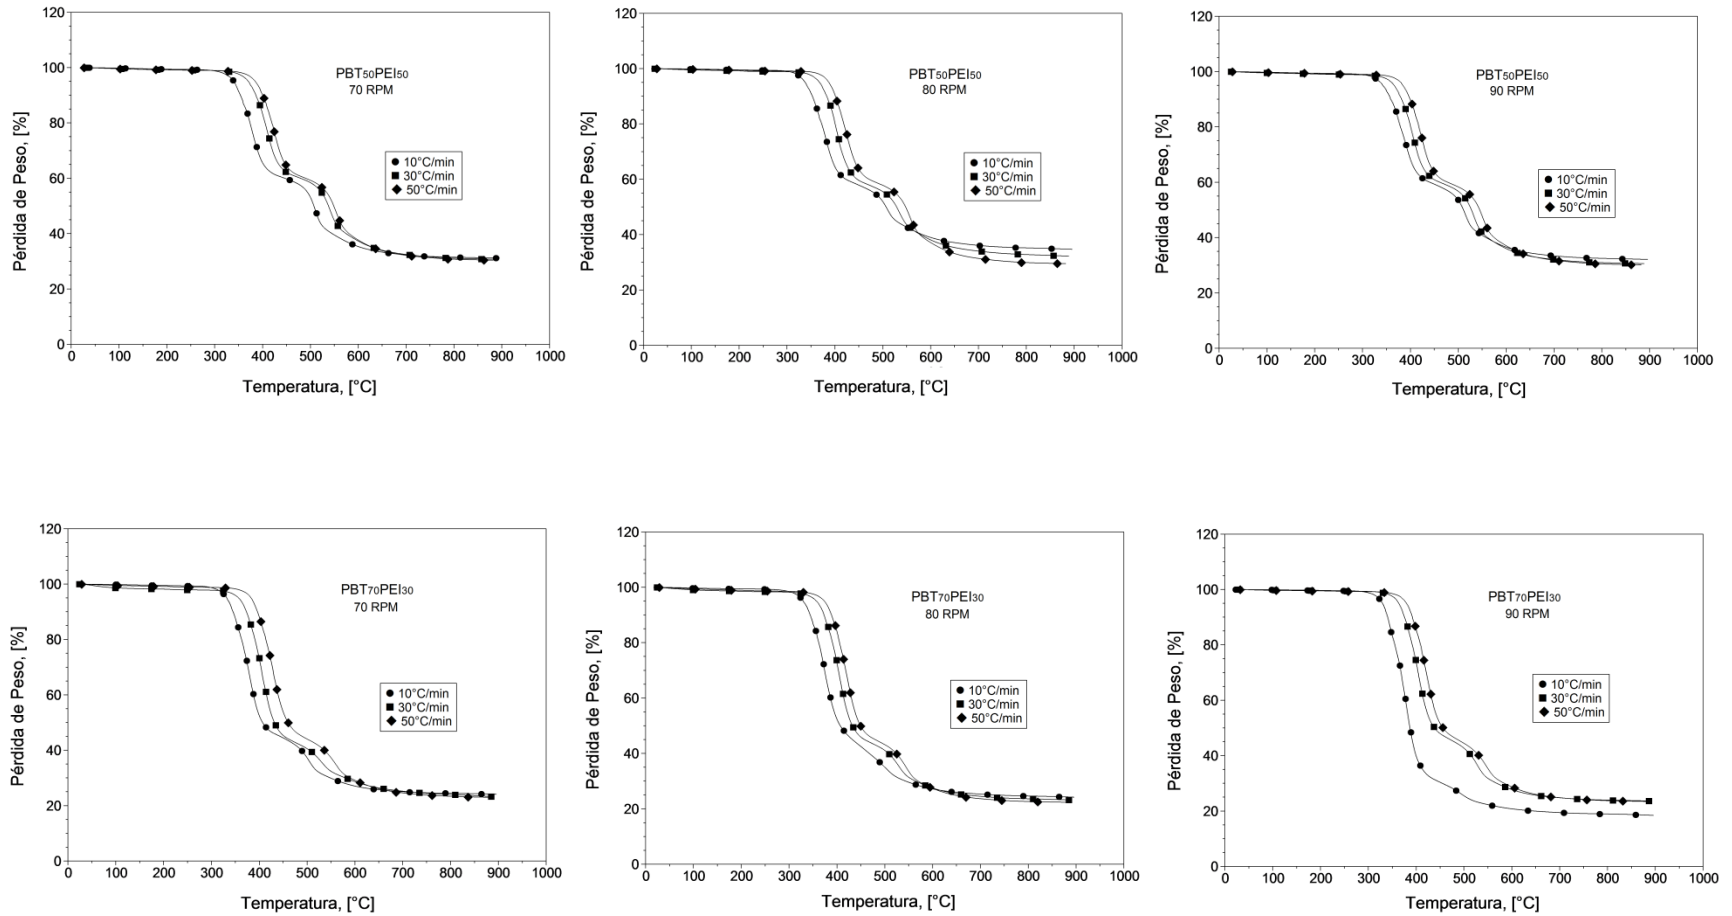 120
100
80
60
40
20
0
0 100 200 300 400 500 600 700 800 900 1000
Pérdida de Peso, [%]
Temperatura, [°C]
PBT50PEI50
70 RPM
10°C/min
30°C/min
50°C/min
120
100
80
60
40
20
0
0 100 200 300 400 500 600 700 800 900 1000
Pérdida de Peso, [%]
Temperatura, [°C]
PBT50PEI50
80 RPM
10°C/min
30°C/min
50°C/min
120
100
80
60
40
20
0
0 100 200 300 400 500 600 700 800 900 1000
Pérdida de Peso, [%]
Temperatura, [°C]
PBT50PEI50
90 RPM
10°C/min
30°C/min
50°C/min
120
100
80
60
40
20
0
0 100 200 300 400 500 600 700 800 900 1000
Pérdida de Peso, [%]
Temperatura, [°C]
PBT70PEI30
70 RPM
10°C/min
30°C/min
50°C/min
120
100
80
60
40
20
0
0 100 200 300 400 500 600 700 800 900 1000
Pérdida de Peso, [%]
Temperatura, [°C]
PBT70PEI30
80 RPM
10°C/min
30°C/min
50°C/min
120
100
80
60
40
20
0
0 100 200 300 400 500 600 700 800 900 1000
Pérdida de Peso, [%]
Temperatura, [°C]
PBT70PEI30
90 RPM
10°C/min
30°C/min
50°C/min